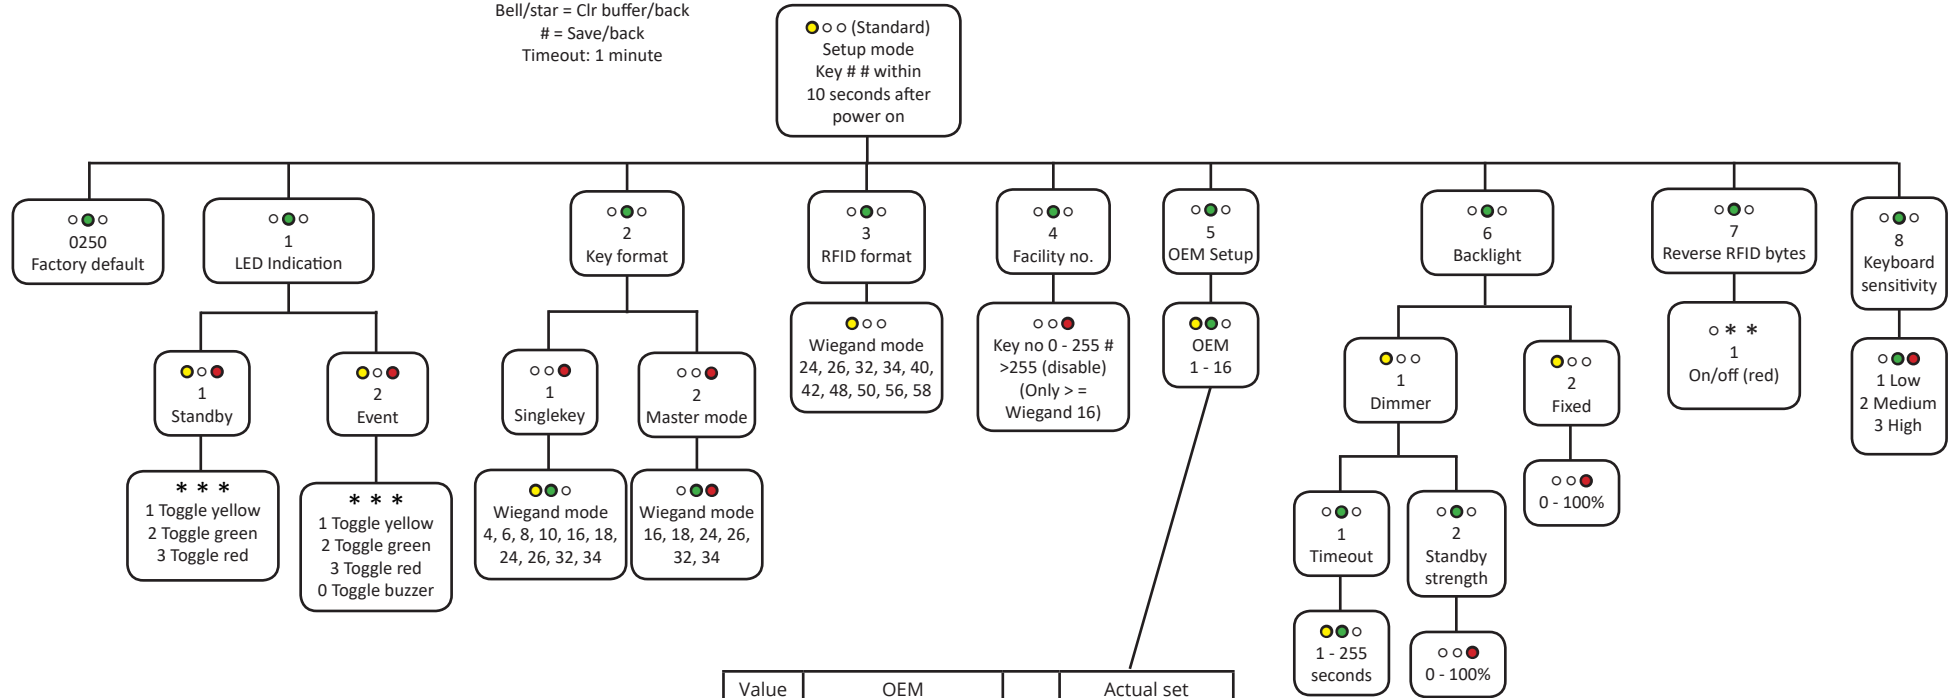 Bell/star = Clr buffer/back
# = Save/back
Timeout: 1 minute
(Standard)
Setup mode
Key # # within
10 seconds after
power on
0250
Factory default
1
LED Indication
2
Key format
3
RFID format
4
Facility no.
5
OEM Setup
6
Backlight
7
Reverse RFID bytes
8
Keyboard
sensitivity
1
Standby
2
Event
1
Singlekey
2
Master mode
Wiegand mode
24, 26, 32, 34, 40,
42, 48, 50, 56, 58
Key no 0 - 255 #
>255 (disable)
(Only > =
Wiegand 16)
OEM
1 - 16
1
Dimmer
2
Fixed
* *
1
On/off (red)
1 Low
2 Medium
3 High
* * *
1 Toggle yellow
2 Toggle green
3 Toggle red
* * *
1 Toggle yellow
2 Toggle green
3 Toggle red
0 Toggle buzzer
Wiegand mode
4, 6, 8, 10, 16, 18,
24, 26, 32, 34
Wiegand mode
16, 18, 24, 26,
32, 34
1
Timeout
2
Standby
strength
0 - 100%
1 - 255
seconds
0 - 100%
Value OEM Actual set